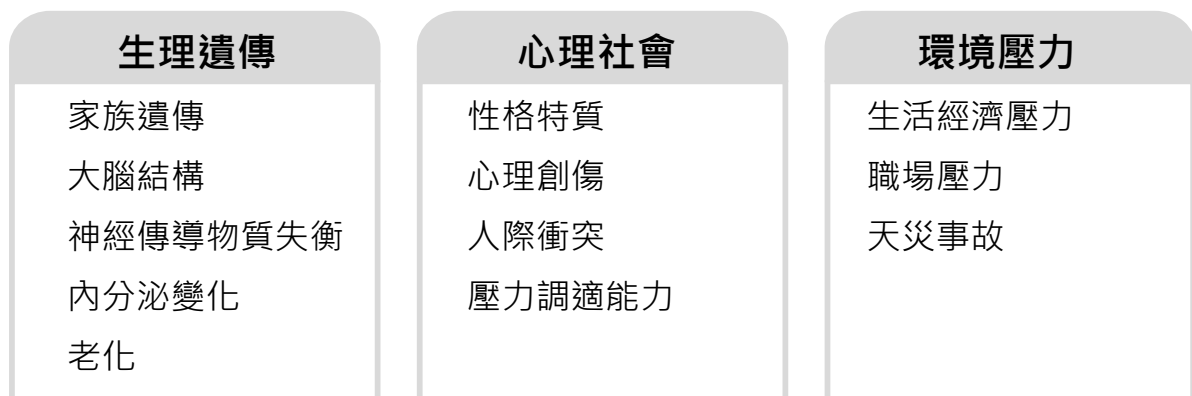 生理遺傳
家族遺傳
大腦結構
神經傳導物質失衡
內分泌變化
老化
心理社會
性格特質
心理創傷
人際衝突
壓力調適能力
環境壓力
生活經濟壓力
職場壓力
天災事故